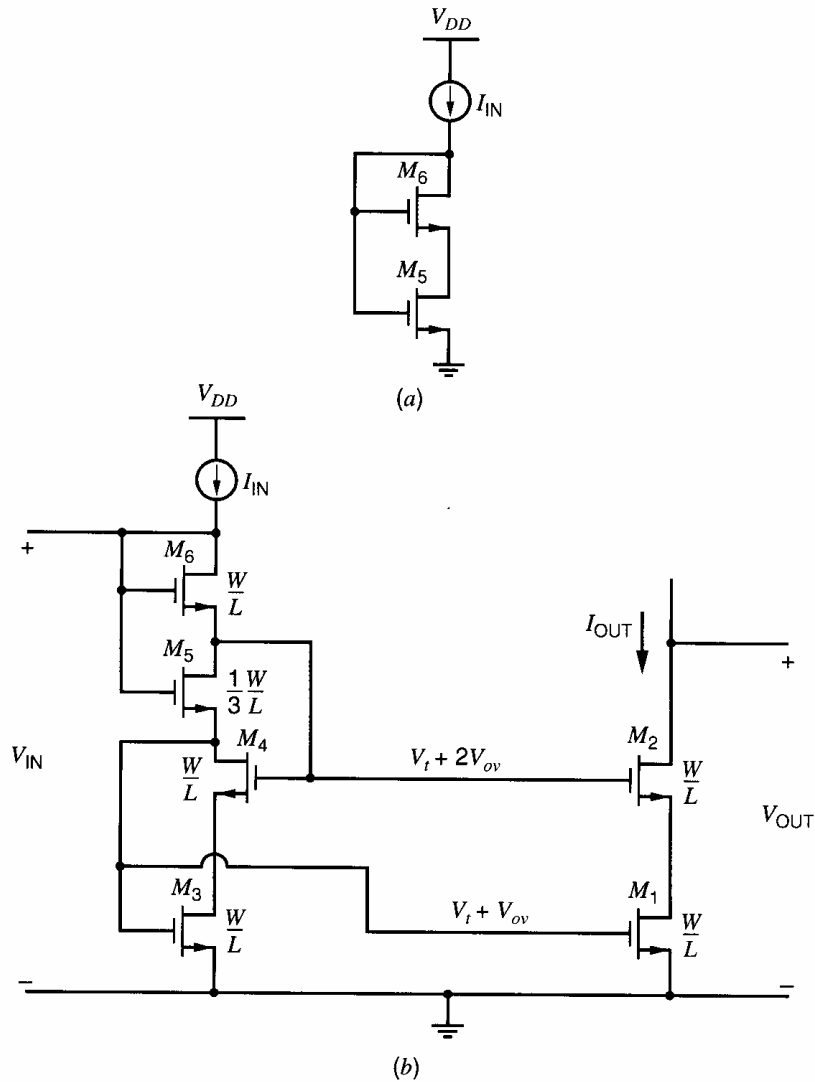 V_DD
I_IN
M_6
M_5
(a)
V_DD
I_IN
+
M_6
W/L
I_OUT
+
M_5
1/3 W/L
V_IN
M_4
W/L
V_t + 2V_ov
M_2
W/L
V_OUT
M_3
W/L
V_t + V_ov
M_1
W/L
−
−
(b)